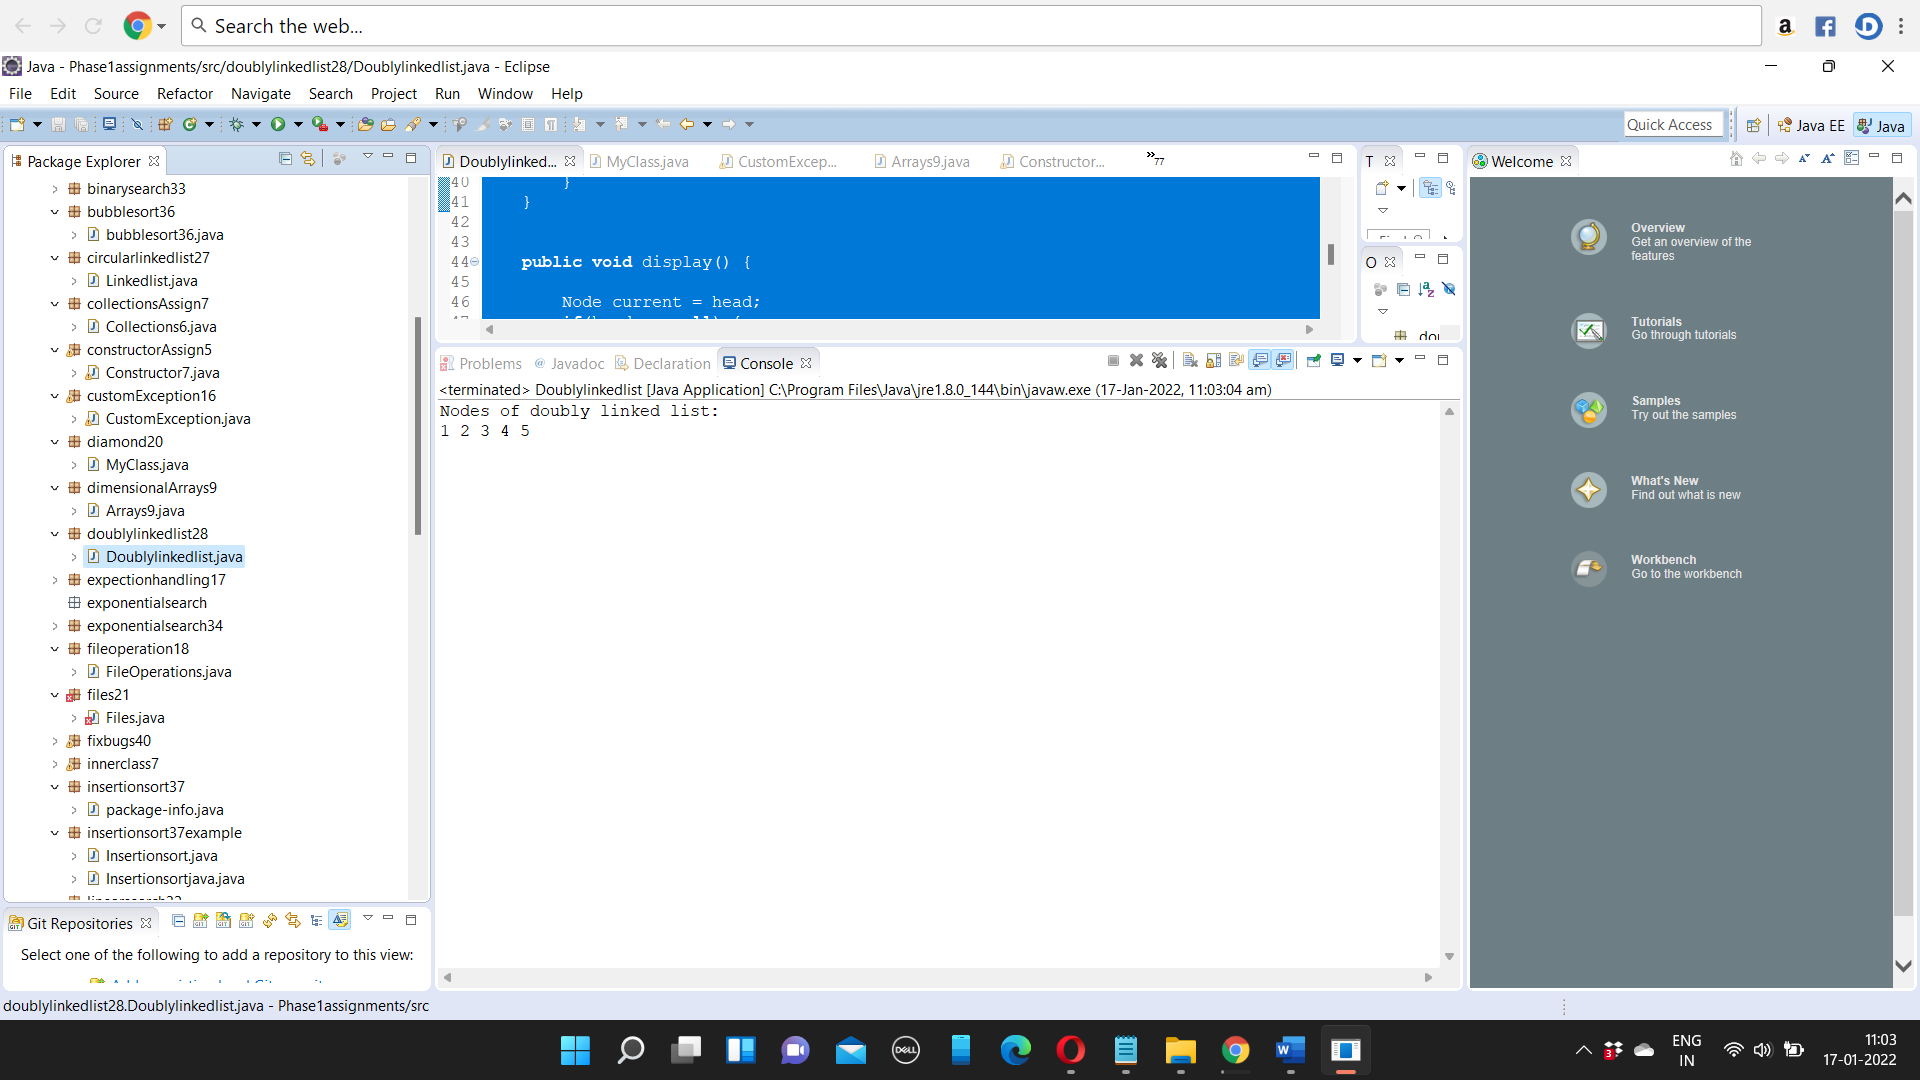 Search the web...
Java - Phase1assignments/src/doublylinkedlist28/Doublylinkedlist.java - Eclipse
File Edit Source Refactor Navigate Search Project Run Window Help
Quick Access
Java EE
Java
Package Explorer
binarysearch33
bubblesort36
bubblesort36.java
circularlinkedlist27
Linkedlist.java
collectionsAssign7
Collections6.java
constructorAssign5
Constructor7.java
customException16
CustomException.java
diamond20
MyClass.java
dimensionalArrays9
Arrays9.java
doublylinkedlist28
Doublylinkedlist.java
expectionhandling17
exponentialsearch
exponentialsearch34
fileoperation18
FileOperations.java
files21
Files.java
fixbugs40
innerclass7
insertionsort37
package-info.java
insertionsort37example
Insertionsort.java
Insertionsortjava.java
Git Repositories
Select one of the following to add a repository to this view:
Doublylinked... MyClass.java CustomExcep... Arrays9.java Constructor... »77
40 }
41 }
42
43
44 public void display() {
45
46 Node current = head;
Problems @ Javadoc Declaration Console
<terminated> Doublylinkedlist [Java Application] C:\Program Files\Java\jre1.8.0_144\bin\javaw.exe (17-Jan-2022, 11:03:04 am)
Nodes of doubly linked list:
1 2 3 4 5
T
O
Welcome
Overview
Get an overview of the
features
Tutorials
Go through tutorials
Samples
Try out the samples
What's New
Find out what is new
Workbench
Go to the workbench
doublylinkedlist28.Doublylinkedlist.java - Phase1assignments/src
DELL
ENG
IN
11:03
17-01-2022